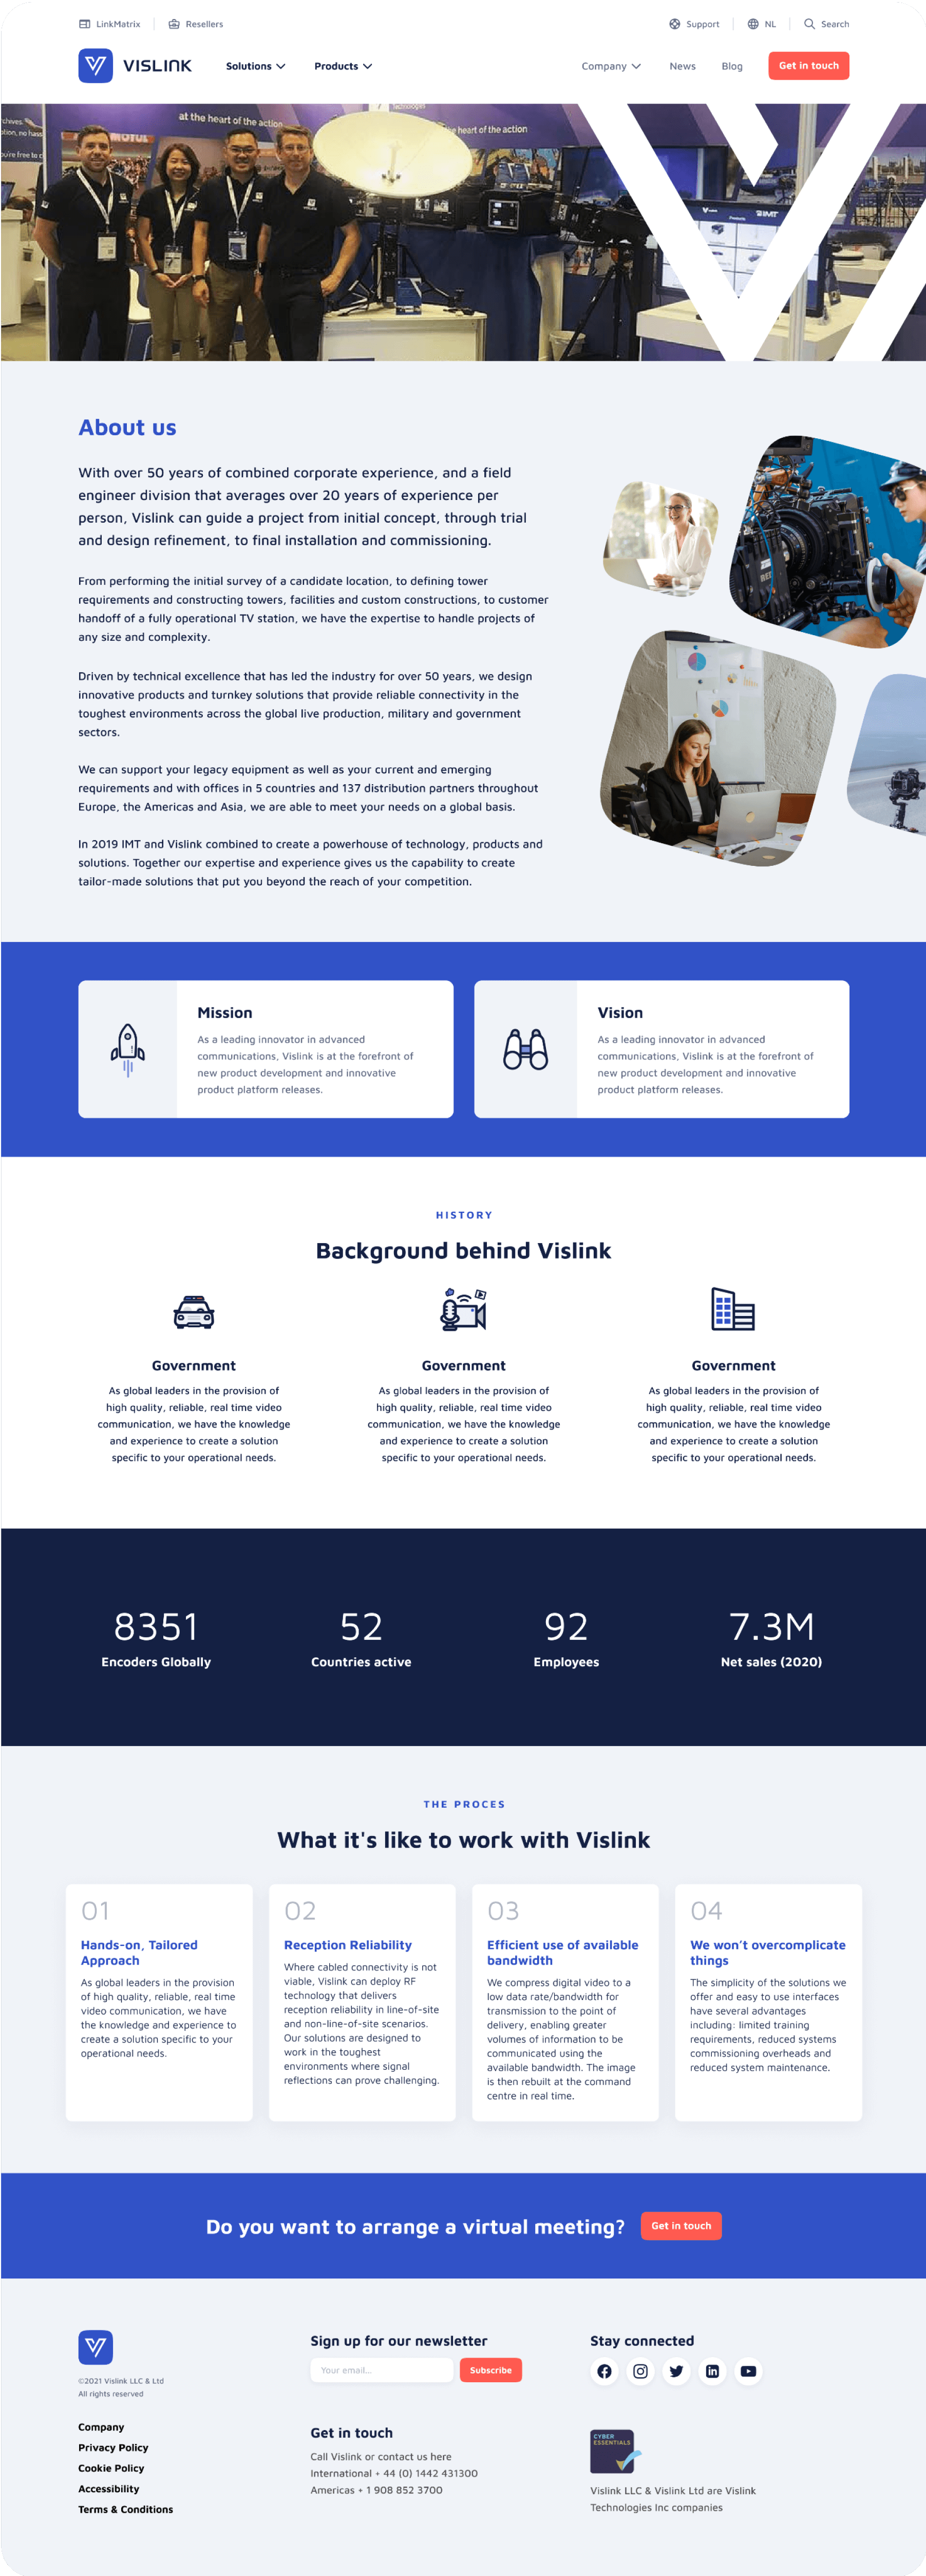 LinkMatrix
Resellers
Support
NL
Search
VISLINK
Solutions
Products
Company
News
Blog
Get in touch
at the heart of the action
he heart of the action
Technologies
MOTUL
IMT
About us
With over 50 years of combined corporate experience, and a field
engineer division that averages over 20 years of experience per
person, Vislink can guide a project from initial concept, through trial
and design refinement, to final installation and commissioning.
From performing the initial survey of a candidate location, to defining tower
requirements and constructing towers, facilities and custom constructions, to customer
handoff of a fully operational TV station, we have the expertise to handle projects of
any size and complexity.
Driven by technical excellence that has led the industry for over 50 years, we design
innovative products and turnkey solutions that provide reliable connectivity in the
toughest environments across the global live production, military and government
sectors.
We can support your legacy equipment as well as your current and emerging
requirements and with offices in 5 countries and 137 distribution partners throughout
Europe, the Americas and Asia, we are able to meet your needs on a global basis.
In 2019 IMT and Vislink combined to create a powerhouse of technology, products and
solutions. Together our expertise and experience gives us the capability to create
tailor-made solutions that put you beyond the reach of your competition.
Mission
As a leading innovator in advanced
communications, Vislink is at the forefront of
new product development and innovative
product platform releases.
Vision
As a leading innovator in advanced
communications, Vislink is at the forefront of
new product development and innovative
product platform releases.
HISTORY
Background behind Vislink
Government
As global leaders in the provision of
high quality, reliable, real time video
communication, we have the knowledge
and experience to create a solution
specific to your operational needs.
Government
As global leaders in the provision of
high quality, reliable, real time video
communication, we have the knowledge
and experience to create a solution
specific to your operational needs.
Government
As global leaders in the provision of
high quality, reliable, real time video
communication, we have the knowledge
and experience to create a solution
specific to your operational needs.
8351
Encoders Globally
52
Countries active
92
Employees
7.3M
Net sales (2020)
THE PROCES
What it's like to work with Vislink
01
Hands-on, Tailored
Approach
As global leaders in the provision
of high quality, reliable, real time
video communication, we have
the knowledge and experience to
create a solution specific to your
operational needs.
02
Reception Reliability
Where cabled connectivity is not
viable, Vislink can deploy RF
technology that delivers
reception reliability in line-of-site
and non-line-of-site scenarios.
Our solutions are designed to
work in the toughest
environments where signal
reflections can prove challenging.
03
Efficient use of available
bandwidth
We compress digital video to a
low data rate/bandwidth for
transmission to the point of
delivery, enabling greater
volumes of information to be
communicated using the
available bandwidth. The image
is then rebuilt at the command
centre in real time.
04
We won’t overcomplicate
things
The simplicity of the solutions we
offer and easy to use interfaces
have several advantages
including: limited training
requirements, reduced systems
commissioning overheads and
reduced system maintenance.
Do you want to arrange a virtual meeting?
Get in touch
©2021 Vislink LLC & Ltd
All rights reserved
Company
Privacy Policy
Cookie Policy
Accessibility
Terms & Conditions
Sign up for our newsletter
Your email...
Subscribe
Get in touch
Call Vislink or contact us here
International + 44 (0) 1442 431300
Americas + 1 908 852 3700
Stay connected
CYBER
ESSENTIALS
Vislink LLC & Vislink Ltd are Vislink
Technologies Inc companies